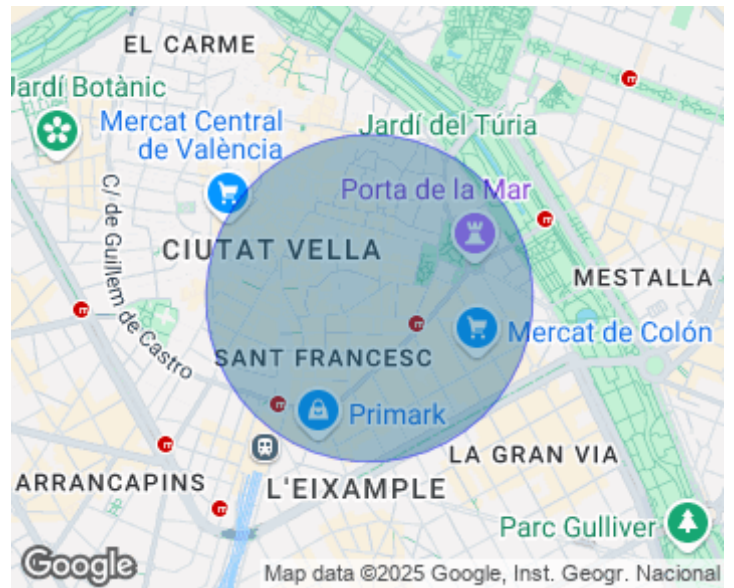 EL CARME
Jardí Botànic
Mercat Central
de València
Jardí del Túria
Porta de la Mar
C/ de Guillem de Castro
CIUTAT VELLA
MESTALLA
Mercat de Colón
SANT FRANCESC
Primark
LA GRAN VIA
ARRANCAPINS
L'EIXAMPLE
Parc Gulliver
Google
Map data ©2025 Google, Inst. Geogr. Nacional